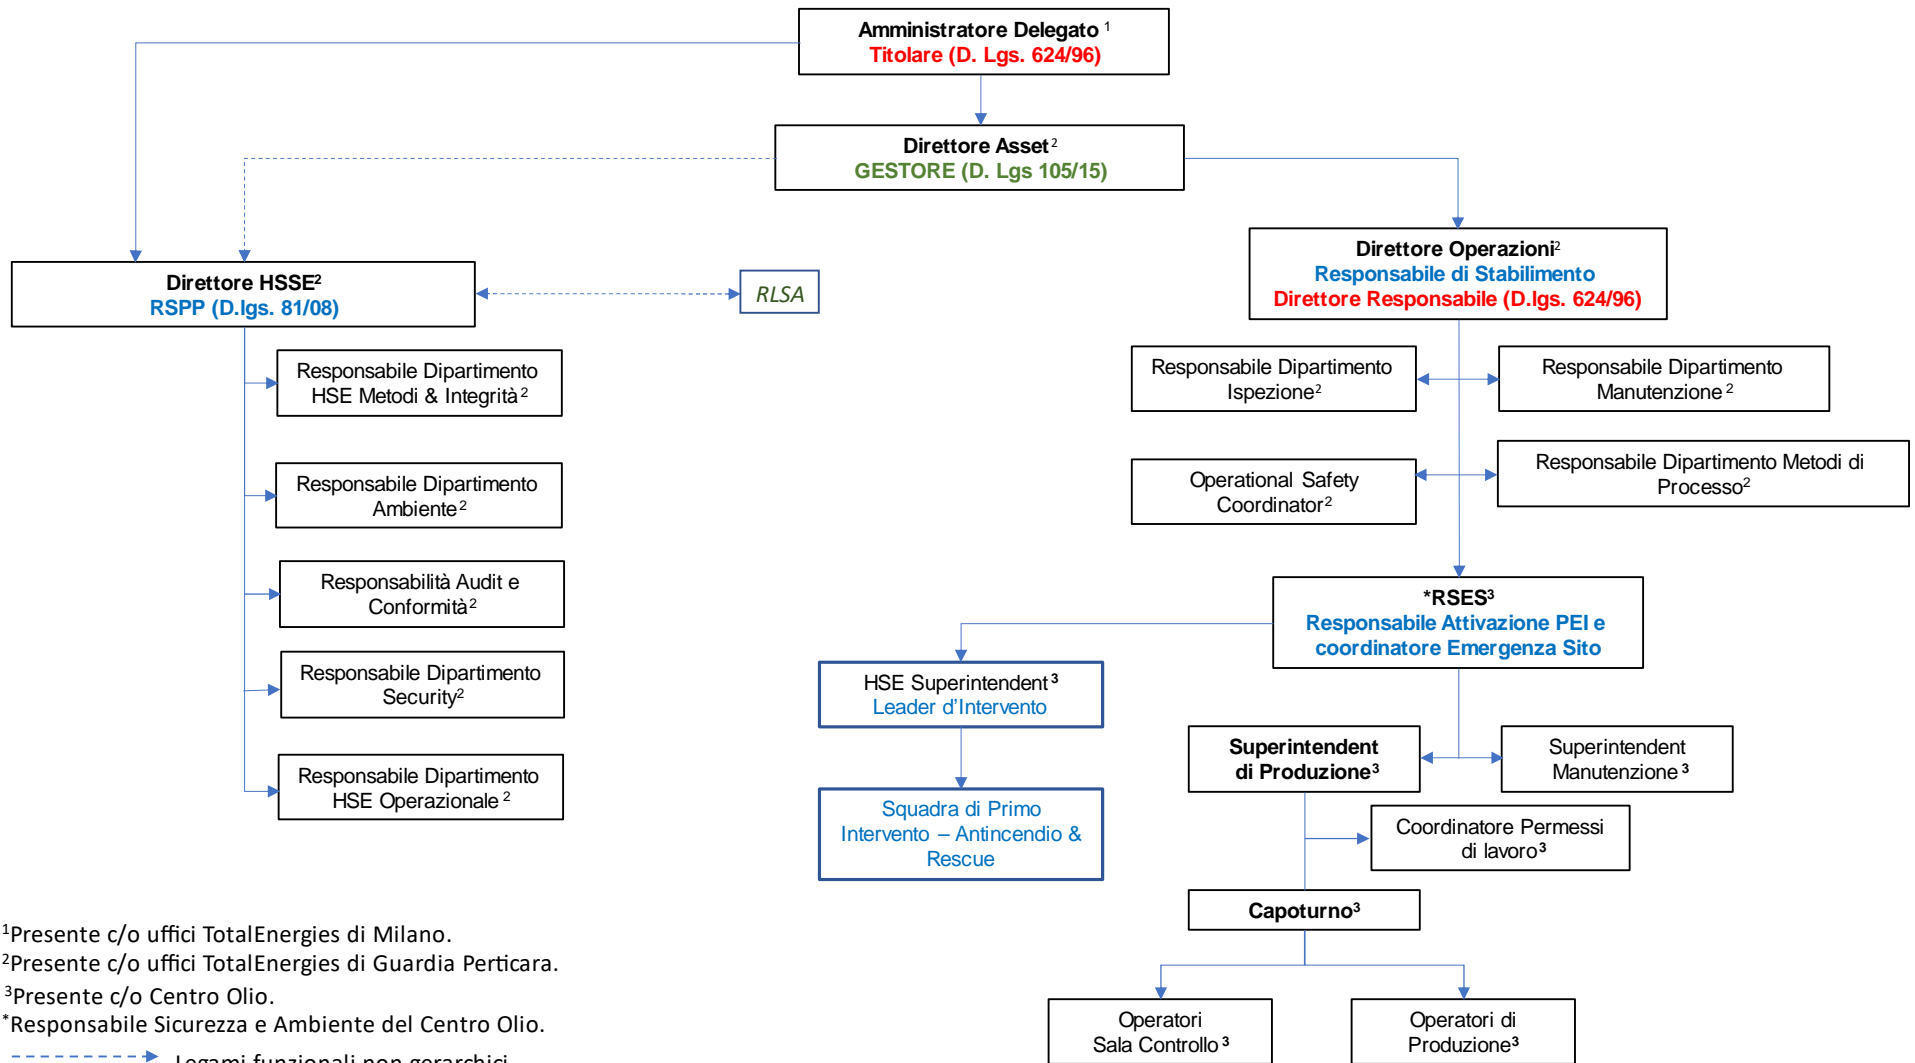 Amministratore Delegato ¹
Titolare (D. Lgs. 624/96)
Direttore Asset²
GESTORE (D. Lgs 105/15)
Direttore HSSE²
RSPP (D.lgs. 81/08)
RLSA
Direttore Operazioni²
Responsabile di Stabilimento
Direttore Responsabile (D.lgs. 624/96)
Responsabile Dipartimento
HSE Metodi & Integrità ²
Responsabile Dipartimento
Ambiente²
Responsabilità Audit e
Conformità²
Responsabile Dipartimento
Security²
Responsabile Dipartimento
HSE Operazionale ²
Responsabile Dipartimento
Ispezione²
Responsabile Dipartimento
Manutenzione ²
Operational Safety
Coordinator²
Responsabile Dipartimento Metodi di
Processo²
*RSES³
Responsabile Attivazione PEI e
coordinatore Emergenza Sito
HSE Superintendent ³
Leader d’Intervento
Squadra di Primo
Intervento – Antincendio &
Rescue
Superintendent
di Produzione³
Superintendent
Manutenzione ³
Coordinatore Permessi
di lavoro³
Capoturno³
Operatori
Sala Controllo ³
Operatori di
Produzione³
¹Presente c/o uffici TotalEnergies di Milano.
²Presente c/o uffici TotalEnergies di Guardia Perticara.
³Presente c/o Centro Olio.
*Responsabile Sicurezza e Ambiente del Centro Olio.
Legami funzionali non gerarchici